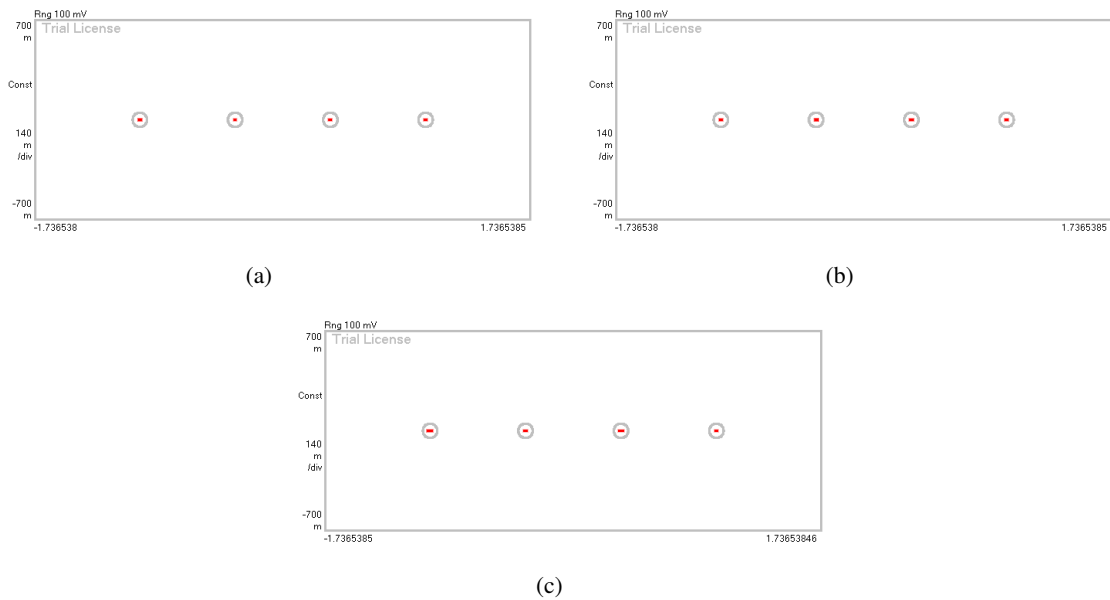 Rng 100 mV
700
m
Trial License
Const
140
m
/div
-700
m
-1.736538
1.7365385
(a)
Rng 100 mV
700
m
Trial License
Const
140
m
/div
-700
m
-1.736538
1.7365385
(b)
Rng 100 mV
700
m
Trial License
Const
140
m
/div
-700
m
-1.7365385
1.73653846
(c)